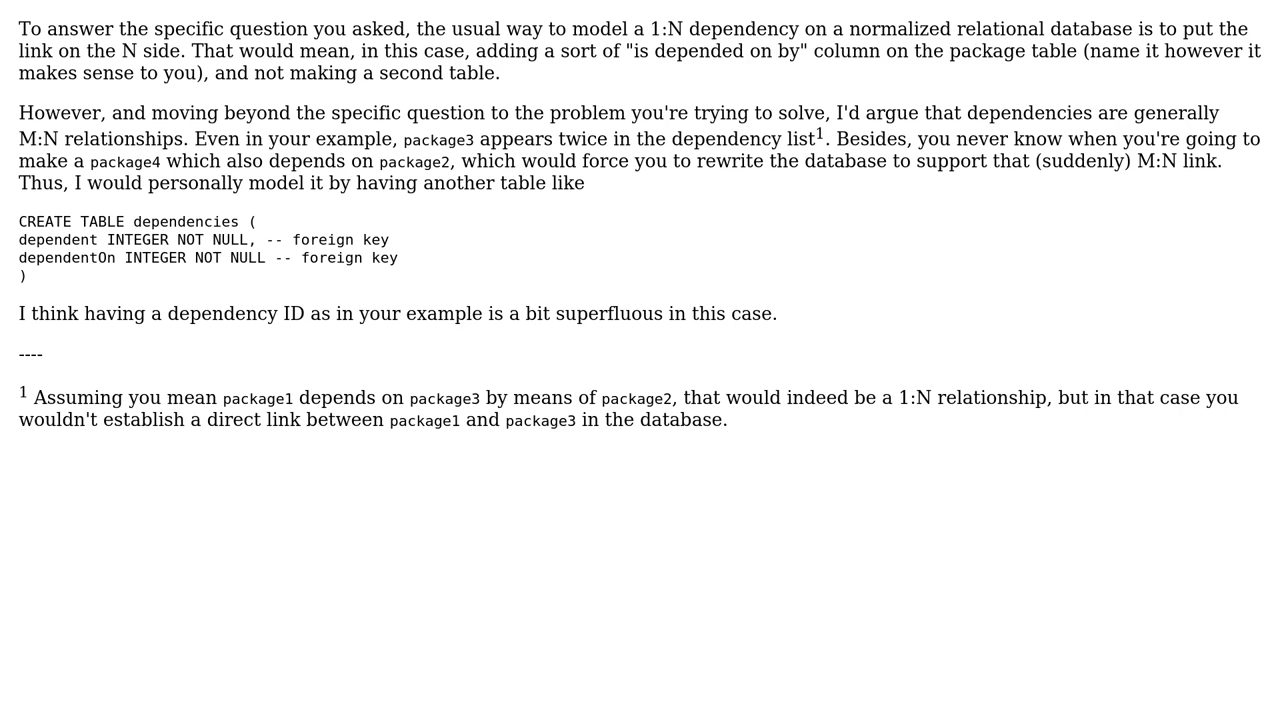 To answer the specific question you asked, the usual way to model a 1:N dependency on a normalized relational database is to put the
link on the N side. That would mean, in this case, adding a sort of "is depended on by" column on the package table (name it however it
makes sense to you), and not making a second table.
However, and moving beyond the specific question to the problem you're trying to solve, I'd argue that dependencies are generally
M:N relationships. Even in your example, package3 appears twice in the dependency list1. Besides, you never know when you're going to
make a package4 which also depends on package2, which would force you to rewrite the database to support that (suddenly) M:N link.
Thus, I would personally model it by having another table like
CREATE TABLE dependencies (
dependent INTEGER NOT NULL, -- foreign key
dependentOn INTEGER NOT NULL -- foreign key
)
I think having a dependency ID as in your example is a bit superfluous in this case.
----
1 Assuming you mean package1 depends on package3 by means of package2, that would indeed be a 1:N relationship, but in that case you
wouldn't establish a direct link between package1 and package3 in the database.